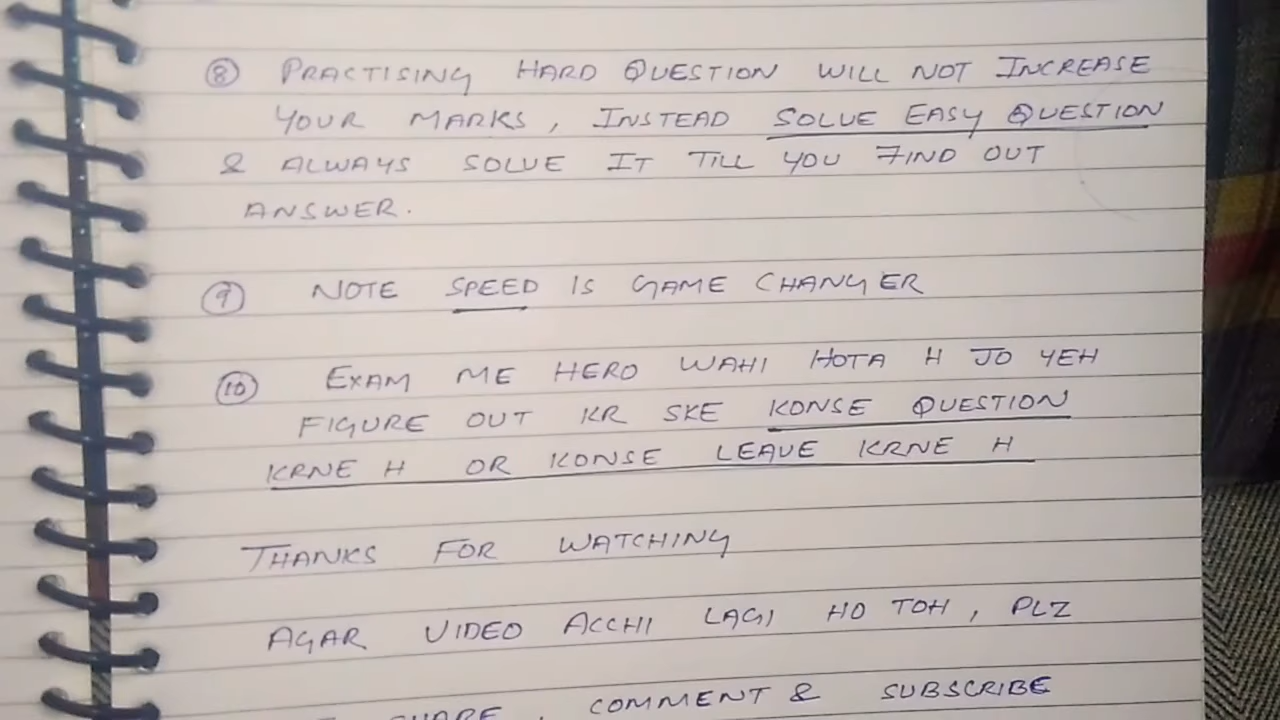 ⑧ PRACTISING HARD QUESTION WILL NOT INCREASE
YOUR MARKS, INSTEAD SOLVE EASY QUESTION
& ALWAYS SOLVE IT TILL YOU FIND OUT
ANSWER.
⑨ NOTE SPEED IS GAME CHANGER
⑩ EXAM ME HERO WAHI HOTA H JO YEH
FIGURE OUT KR SKE KONSE QUESTION
KRNE H OR KONSE LEAVE KRNE H
THANKS FOR WATCHING
AGAR VIDEO ACCHI LAGI HO TOH, PLZ
SHARE, COMMENT & SUBSCRIBE